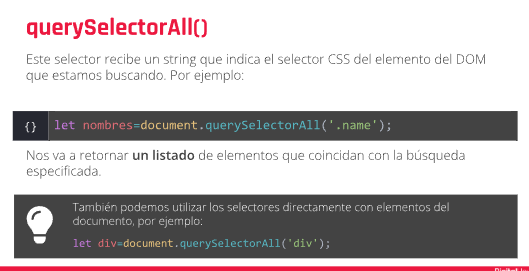 querySelectorAll()
Este selector recibe un string que indica el selector CSS del elemento del DOM
que estamos buscando. Por ejemplo:
{} let nombres=document.querySelectorAll('.name');
Nos va a retornar un listado de elementos que coincidan con la búsqueda
especificada.
También podemos utilizar los selectores directamente con elementos del
documento, por ejemplo:
let div=document.querySelectorAll('div');